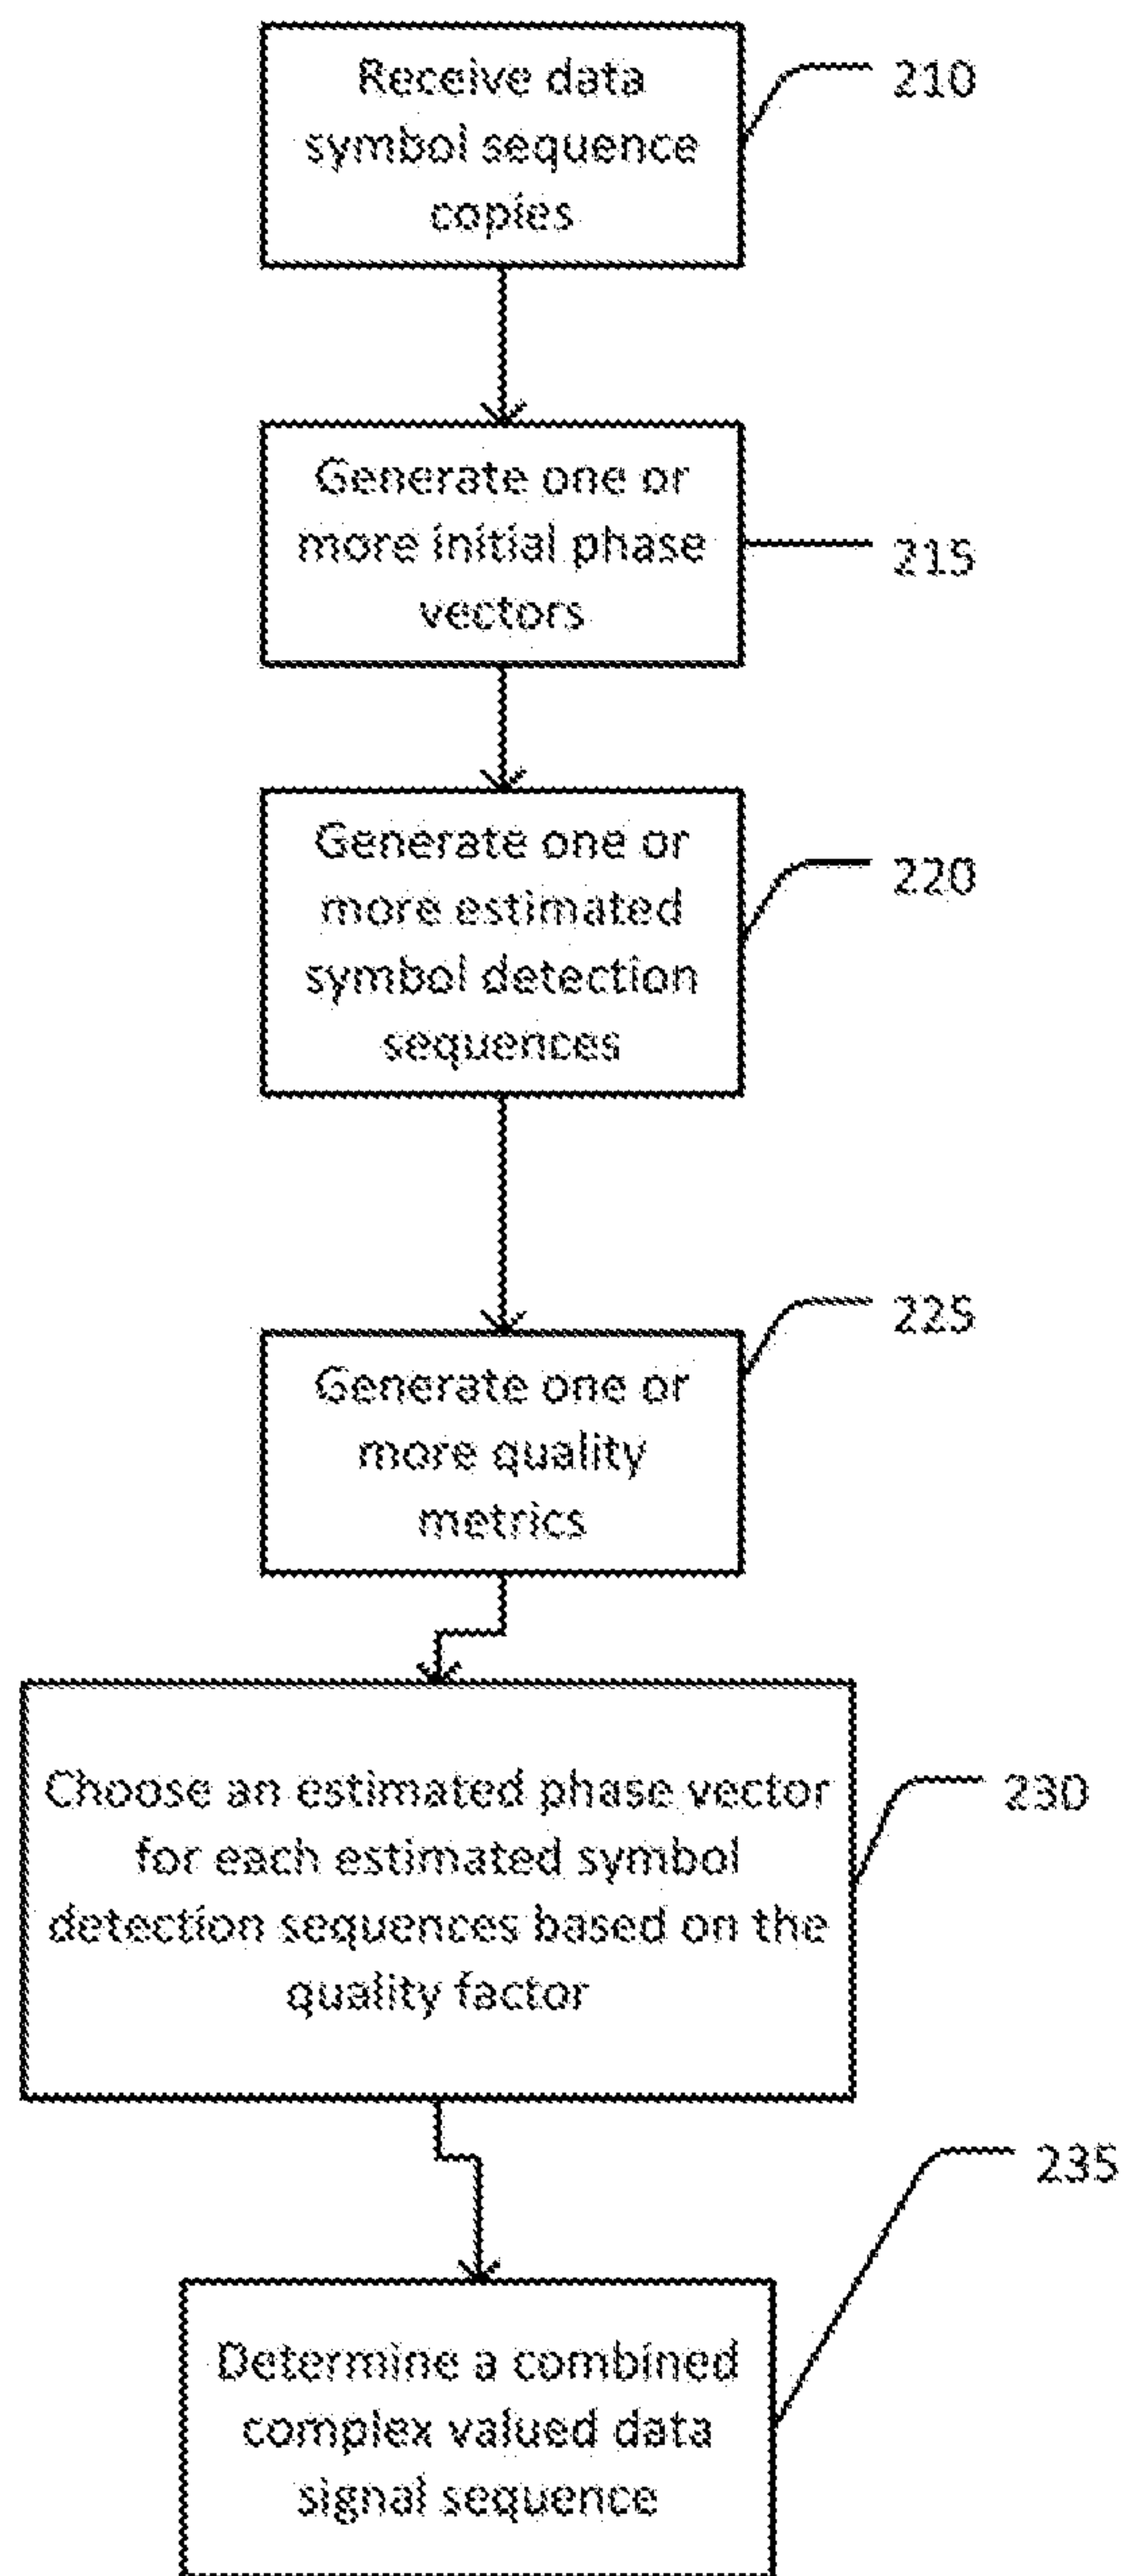 Receive data
symbol sequence
copies
210
Generate one or
more initial phase
vectors
215
Generate one or
more estimated
symbol detection
sequences
220
Generate one or
more quality
metrics
225
Choose an estimated phase vector
for each estimated symbol
detection sequences based on the
quality factor
230
Determine a combined
complex valued data
signal sequence
235